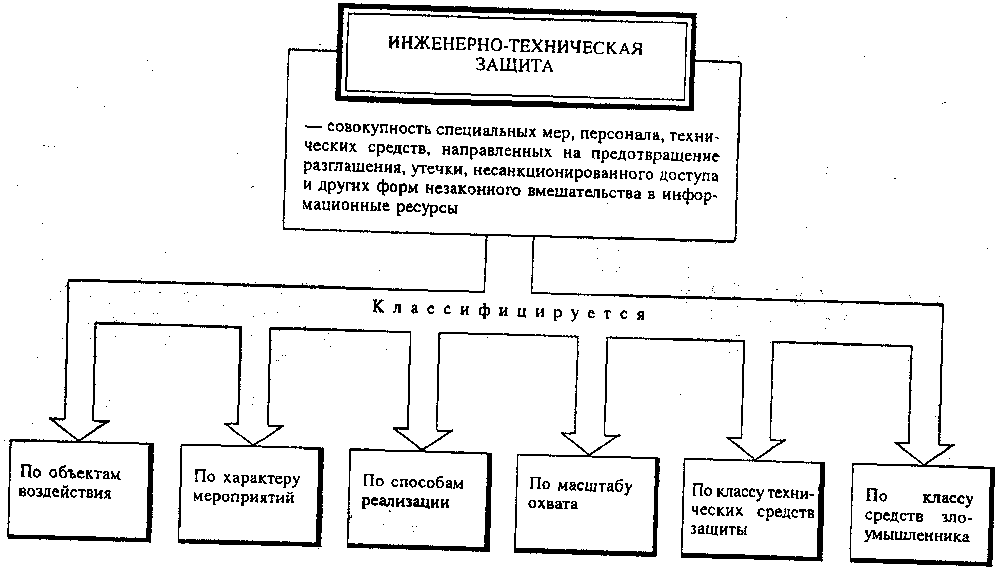 ИНЖЕНЕРНО-ТЕХНИЧЕСКАЯ
ЗАЩИТА
— совокупность специальных мер, персонала, техни-
ческих средств, направленных на предотвращение
разглашения, утечки, несанкционированного доступа
и других форм незаконного вмешательства в инфор-
мационные ресурсы
Классифицируется
По объектам
воздействия
По характеру
мероприятий
По способам
реализации
По масштабу
охвата
По классу техни-
ческих средств
защиты
По классу
средств зло-
умышленника